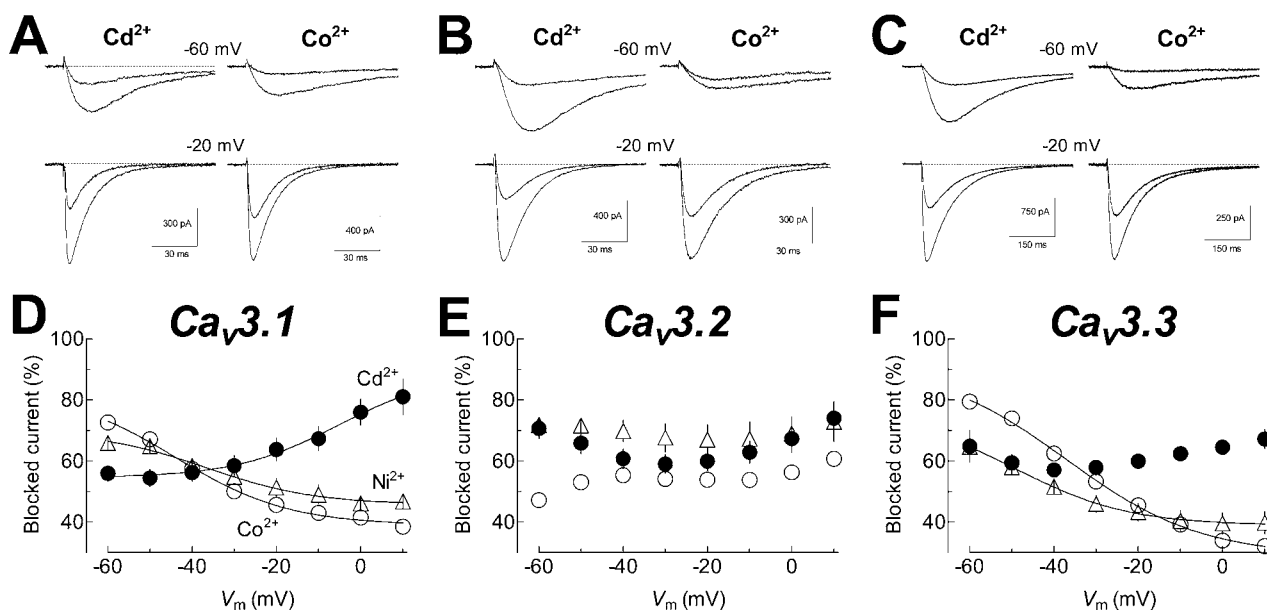 A B C
Cd2+ -60 mV Co2+ Cd2+ -60 mV Co2+ Cd2+ -60 mV Co2+
-20 mV -20 mV -20 mV
300 pA 400 pA 400 pA 300 pA 750 pA 250 pA
30 ms 30 ms 30 ms 30 ms 150 ms 150 ms
D Cav3.1 E Cav3.2 F Cav3.3
100 100 100
80 80 80
60 60 60
40 40 40
Blocked current (%) Blocked current (%) Blocked current (%)
Cd2+
Ni2+
Co2+
-60 -40 -20 0 -60 -40 -20 0 -60 -40 -20 0
Vm (mV) Vm (mV) Vm (mV)